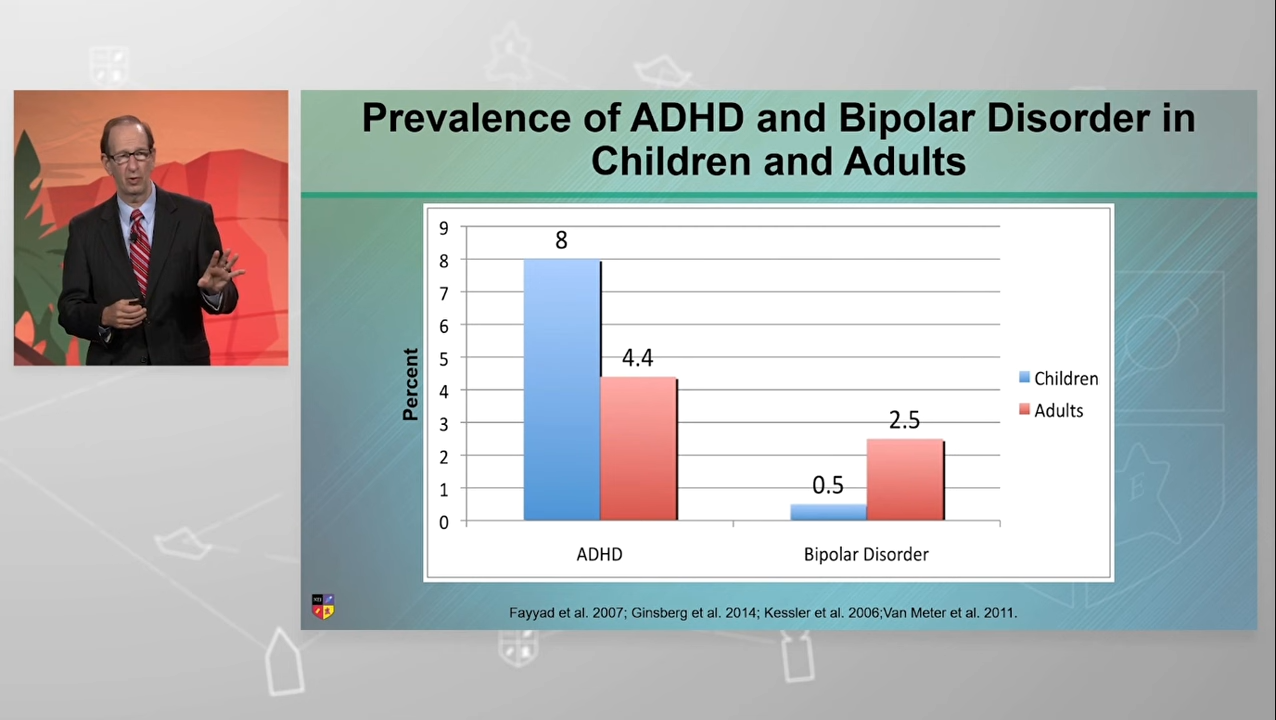 Prevalence of ADHD and Bipolar Disorder in
Children and Adults
9
8
7
6
5
4
3
2
1
0
Percent
8
4.4
0.5
2.5
ADHD
Bipolar Disorder
Children
Adults
Fayyad et al. 2007; Ginsberg et al. 2014; Kessler et al. 2006;Van Meter et al. 2011.